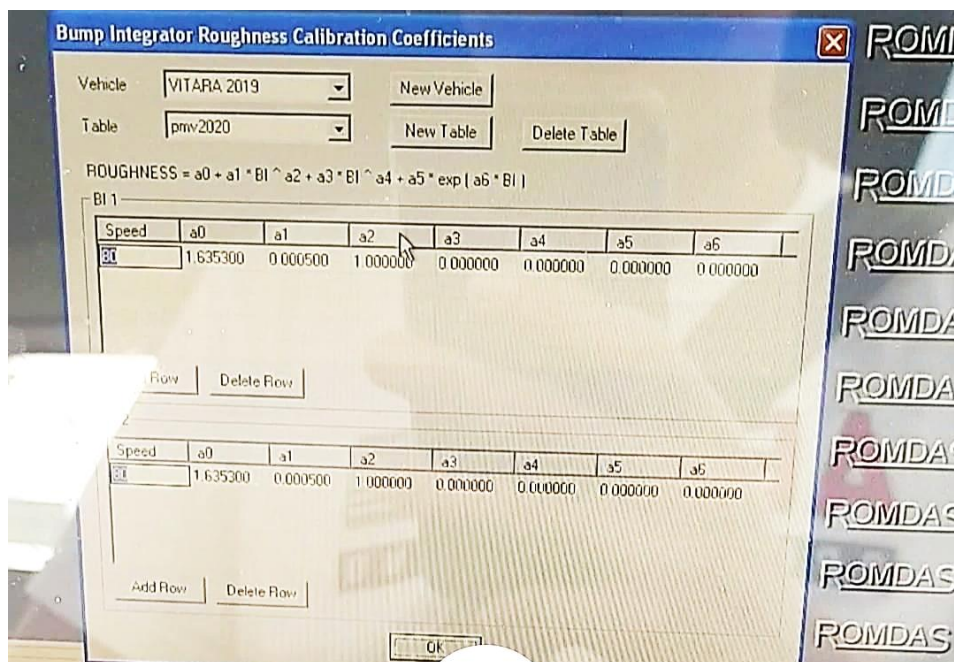 Bump Integrator Roughness Calibration Coefficients
Vehicle VITARA 2019 New Vehicle
Table pmv2020 New Table Delete Table
ROUGHNESS = a0 + a1 * BI ^ a2 + a3 * BI ^ a4 + a5 * exp ( a6 * BI )
BI 1
Speed a0 a1 a2 a3 a4 a5 a6
80 1.635300 0.000500 1.000000 0.000000 0.000000 0.000000 0.000000
Row Delete Row
Speed a0 a1 a2 a3 a4 a5 a6
80 1.635300 0.000500 1.000000 0.000000 0.000000 0.000000 0.000000
Add Row Delete Row
OK
ROMD
ROMD
ROMD
ROMDA
ROMDA
ROMDA
ROMDAS
ROMDAS
ROMDAS
ROMDAS